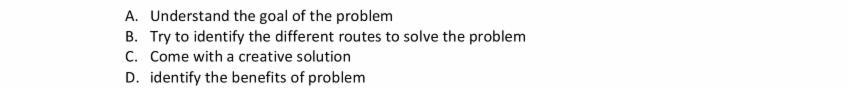 A. Understand the goal of the problem
B. Try to identify the different routes to solve the problem
C. Come with a creative solution
D. identify the benefits of problem